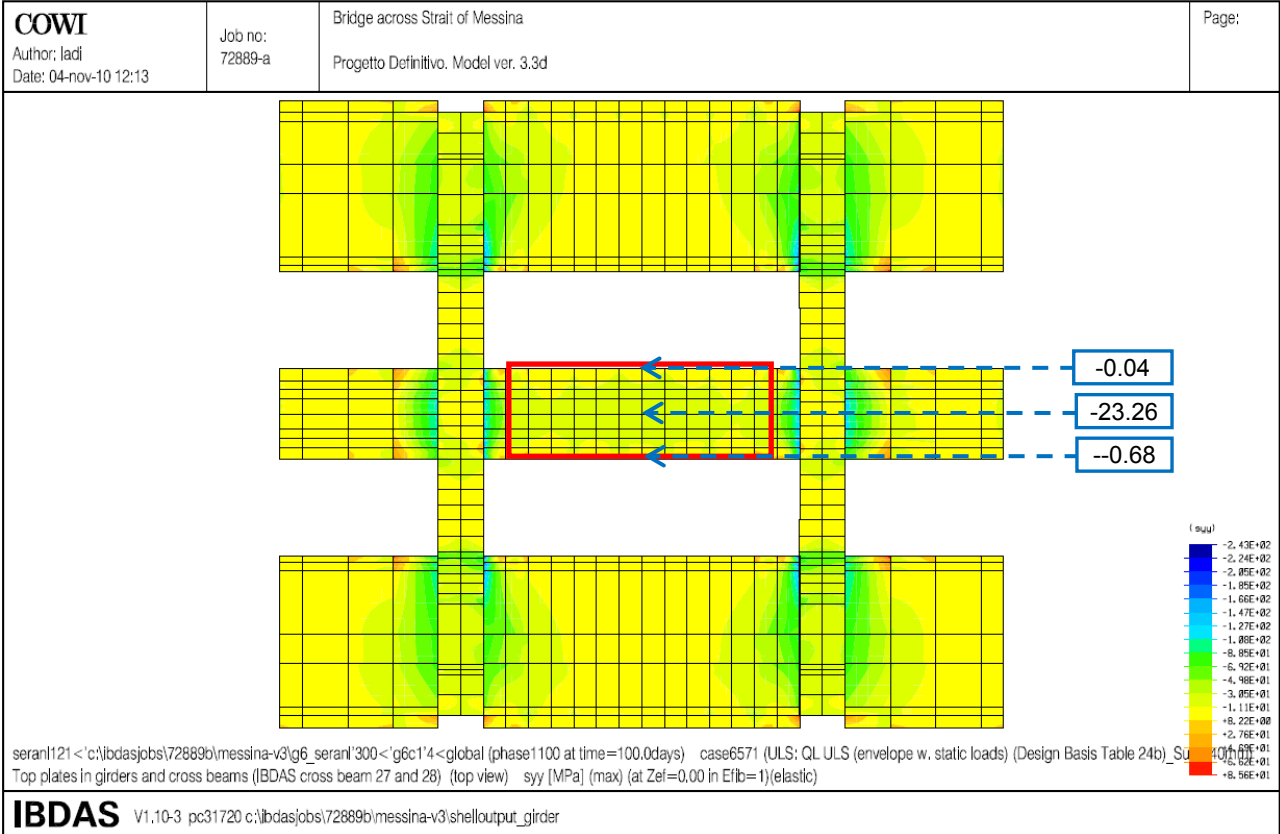 COWI
Author: ladi
Date: 04-nov-10 12:13
Job no:
72889-a
Bridge across Strait of Messina
Progetto Definitivo. Model ver. 3.3d
Page:
-0.04
-23.26
--0.68
(syy)
-2.43E+02
-2.24E+02
-2.05E+02
-1.85E+02
-1.66E+02
-1.47E+02
-1.27E+02
-1.08E+02
-8.85E+01
-6.92E+01
-4.98E+01
-3.05E+01
-1.11E+01
+8.22E+00
+2.76E+01
+4.69E+01
+6.62E+01
+8.56E+01
seranl121<'c:\ibdasjobs\72889b\messina-v3\g6_seranl'300<'g6c1'4<global (phase1100 at time=100.0days) case6571 (ULS: QL ULS (envelope w. static loads) (Design Basis Table 24b)_Su
Top plates in girders and cross beams (IBDAS cross beam 27 and 28) (top view) syy [MPa] (max) (at Zef=0.00 in Efib=1)(elastic)
IBDAS V1.10-3 pc31720 c:\ibdasjobs\72889b\messina-v3\shelloutput_girder